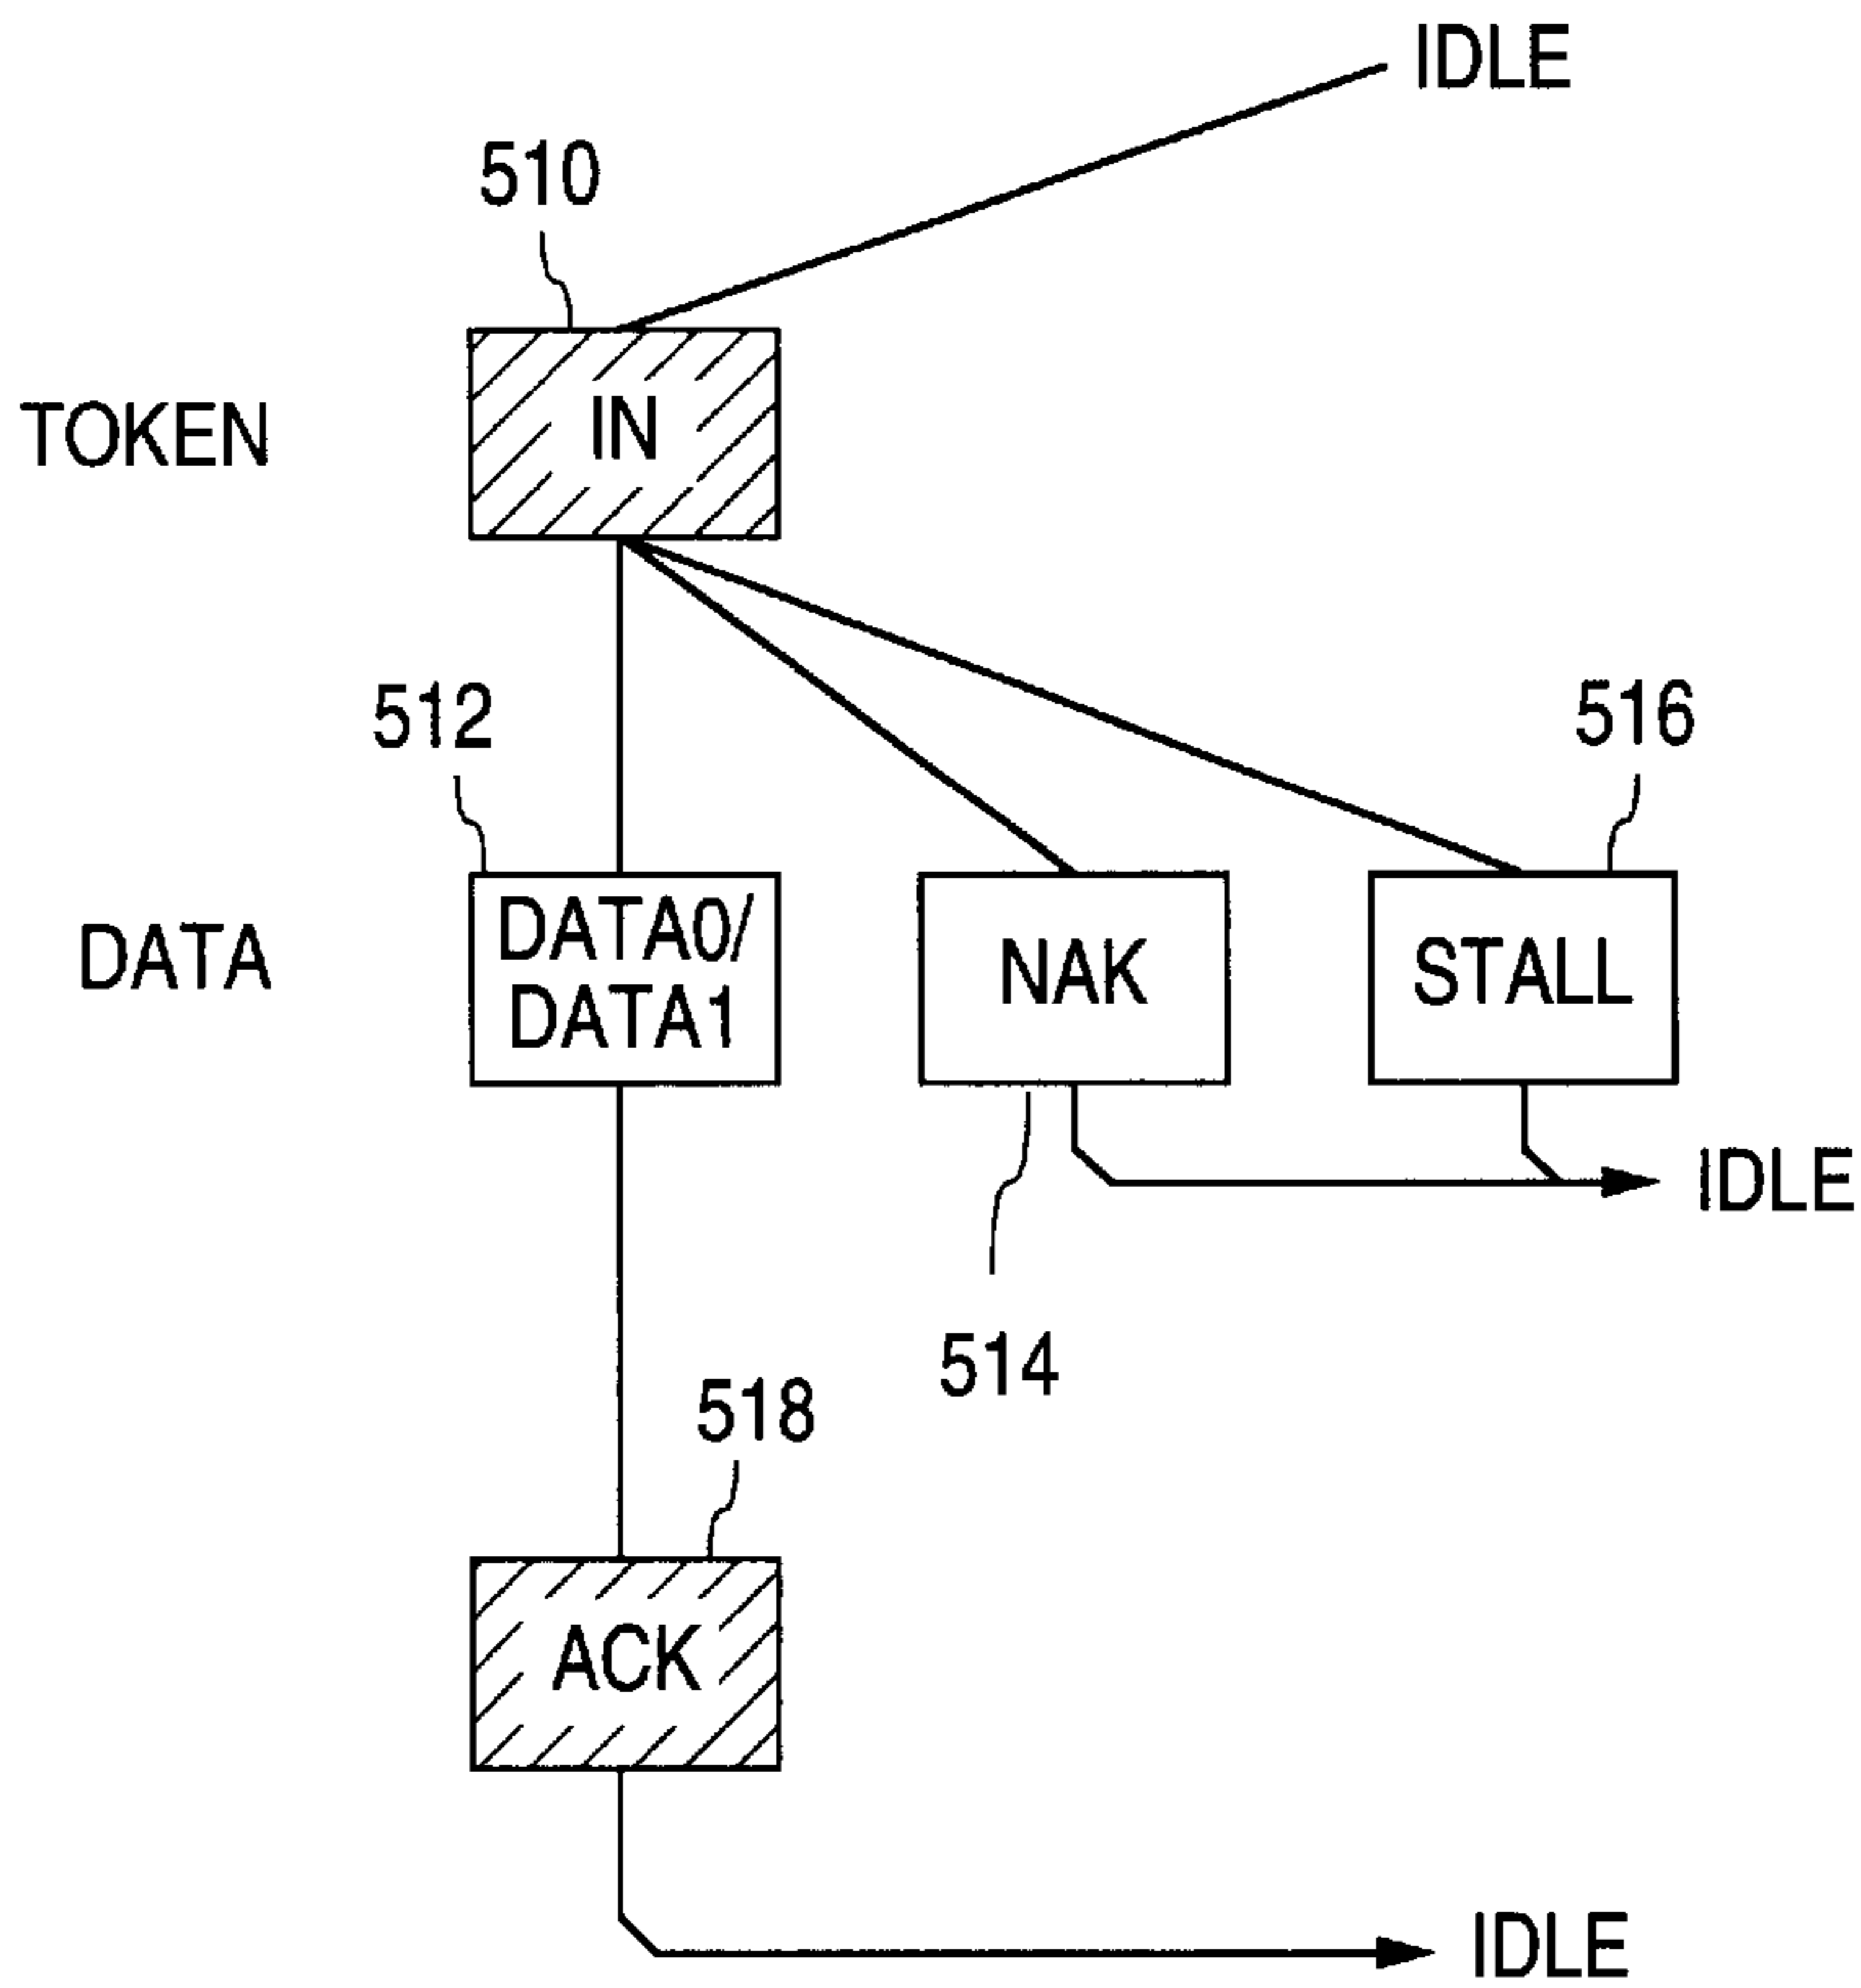 IDLE
510
TOKEN
IN
512
516
DATA
DATA0/
DATA1
NAK
STALL
IDLE
514
518
ACK
IDLE